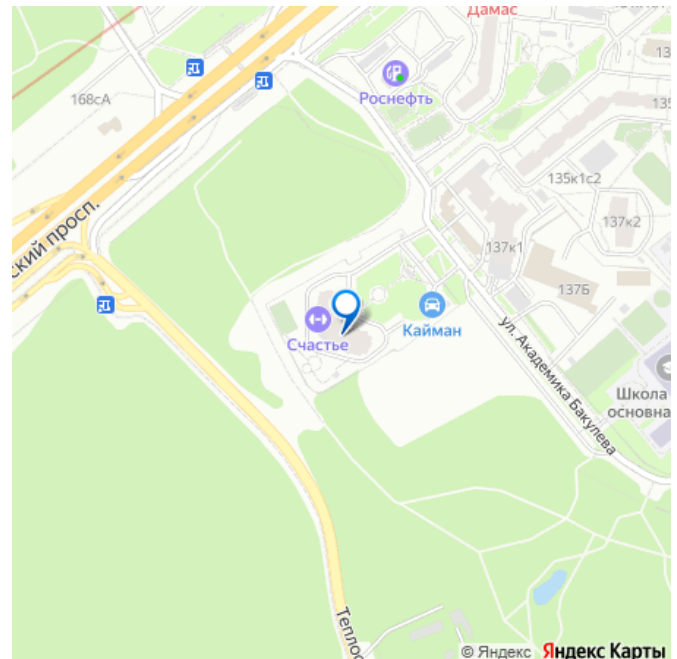 Дамас
168сА
Роснефть
135к1с2
137к2
137к1
137Б
ский просп.
Счастье
Кайман
ул. Академика Бакулева
Школа
основна
Теплос
© Яндекс Яндекс Карты